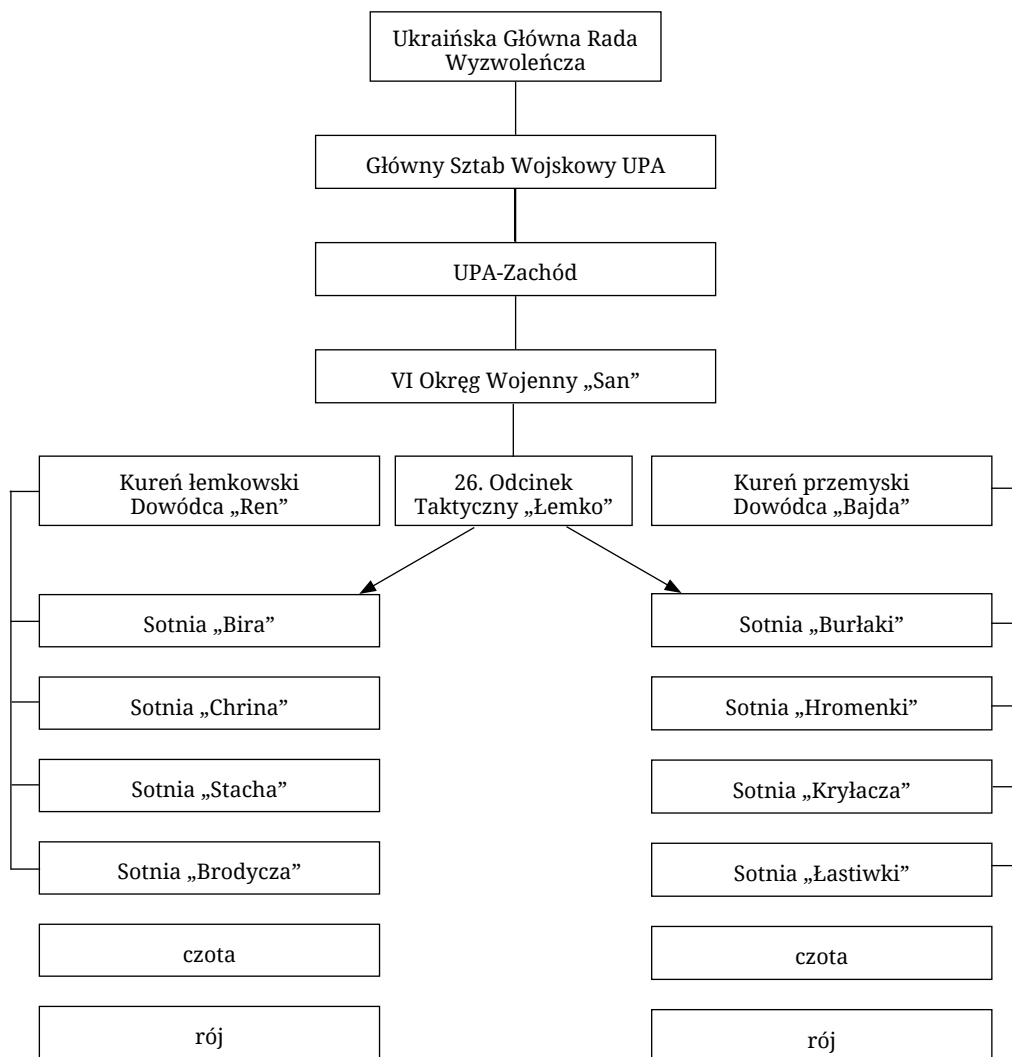 Ukraińska Główna Rada
Wyzwoleńcza
Główny Sztab Wojskowy UPA
UPA-Zachód
VI Okręg Wojenny „San”
Kureń łemkowski
Dowódca „Ren”
26. Odcinek
Taktyczny „Łemko”
Kureń przemyski
Dowódca „Bajda”
Sotnia „Bira”
Sotnia „Burłaki”
Sotnia „Chrina”
Sotnia „Hromenki”
Sotnia „Stacha”
Sotnia „Kryłacza”
Sotnia „Brodycza”
Sotnia „Łastiwki”
czota
czota
rój
rój